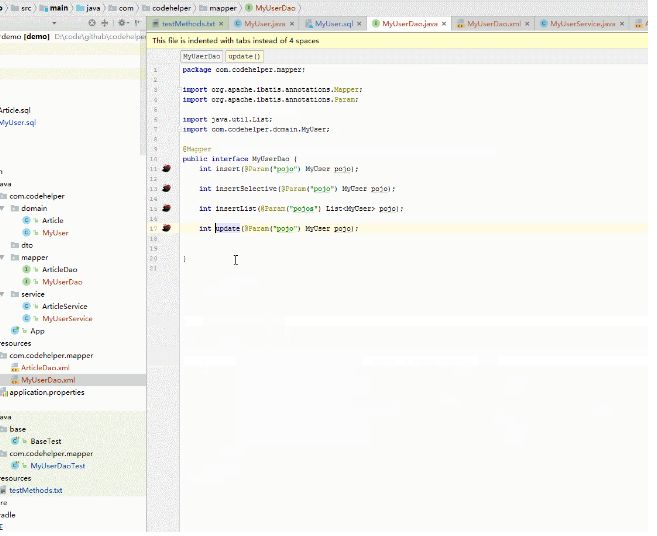 src main java com codehelper mapper MyUserDao
demo [demo] E:\code\github\codehelper
testMethods.txt MyUser.java MyUser.sql MyUserDao.java MyUserDao.xml MyUserService.java
This file is indented with tabs instead of 4 spaces
MyUserDao update()
Article.sql
MyUser.sql
java
com.codehelper
domain
Article
MyUser
dto
mapper
ArticleDao
MyUserDao
service
ArticleService
MyUserService
App
resources
com.codehelper.mapper
ArticleDao.xml
MyUserDao.xml
application.properties
java
base
BaseTest
com.codehelper.mapper
MyUserDaoTest
resources
testMethods.txt
1 package com.codehelper.mapper;
2
3 import org.apache.ibatis.annotations.Mapper;
4 import org.apache.ibatis.annotations.Param;
5
6 import java.util.List;
7 import com.codehelper.domain.MyUser;
8
9 @Mapper
10 public interface MyUserDao {
11 int insert(@Param("pojo") MyUser pojo);
12
13 int insertSelective(@Param("pojo") MyUser pojo);
14
15 int insertList(@Param("pojos") List<MyUser> pojo);
16
17 int update(@Param("pojo") MyUser pojo);
18
19
20 }
21